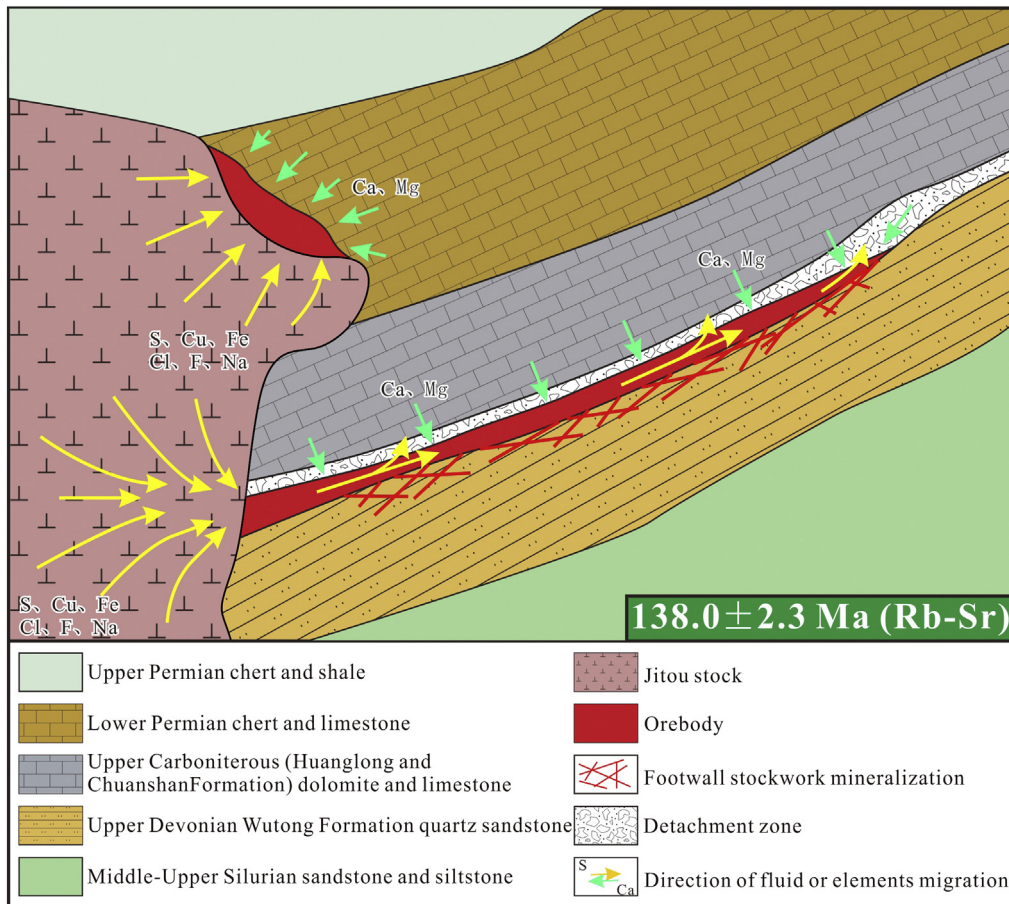 Ca、Mg
Ca、Mg
S、Cu、Fe
Cl、F、Na
Ca、Mg
S、Cu、Fe
Cl、F、Na
138.0±2.3 Ma (Rb-Sr)
Upper Permian chert and shale
Lower Permian chert and limestone
Upper Carboniterous (Huanglong and
ChuanshanFormation) dolomite and limestone
Upper Devonian Wutong Formation quartz sandstone
Middle-Upper Silurian sandstone and siltstone
Jitou stock
Orebody
Footwall stockwork mineralization
Detachment zone
S
Ca
Direction of fluid or elements migration